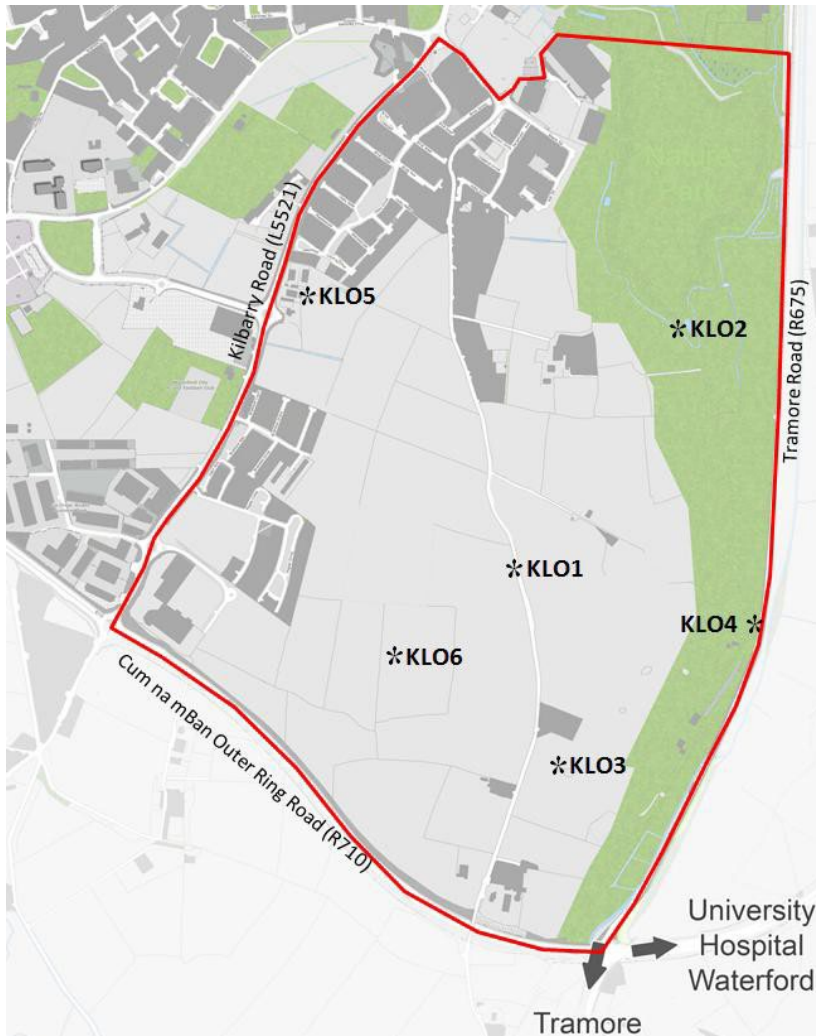 Kilbarry Road (L5521)
✲KLO5
✲KLO2
Tramore Road (R675)
✲KLO1
KLO4 ✲
✲KLO6
Cum na mBan Outer Ring Road (R710)
✲KLO3
University
Hospital
Waterford
Tramore